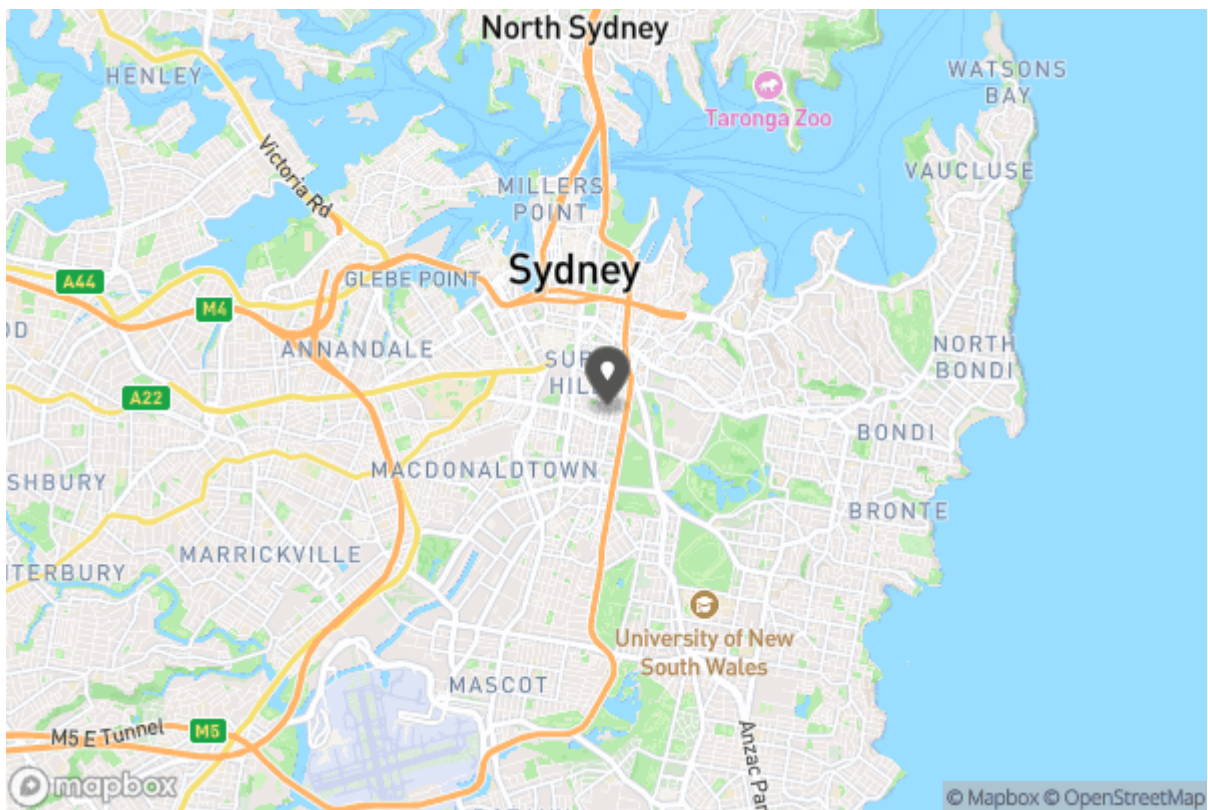 North Sydney
HENLEY
WATSONS
BAY
Taronga Zoo
Victoria Rd
VAUCLUSE
MILLERS
POINT
Sydney
A44
GLEBE POINT
M4
ANNANDALE
NORTH
BONDI
A22
BONDI
MACDONALDTOWN
SHBURY
BRONTE
MARRICKVILLE
TERBURY
University of New
South Wales
MASCOT
M5 E Tunnel
M5
Anzac Par
mapbox
© Mapbox © OpenStreetMap